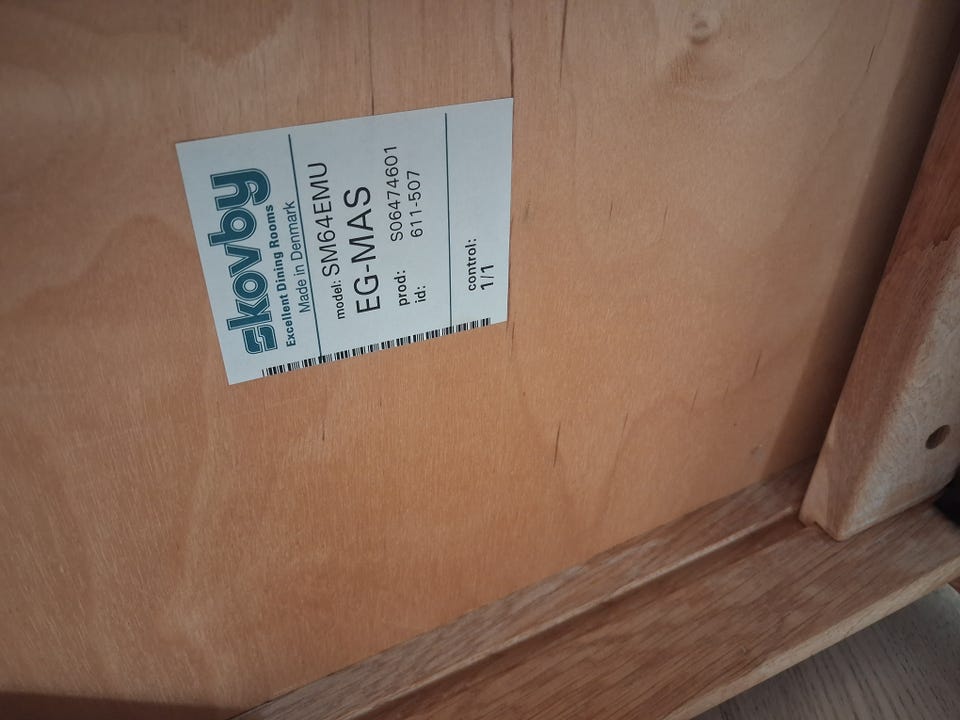 skovby
Excellent Dining Rooms
Made in Denmark
model: SM64EMU
EG-MAS
prod: S06474601
id: 611-507
control:
1/1